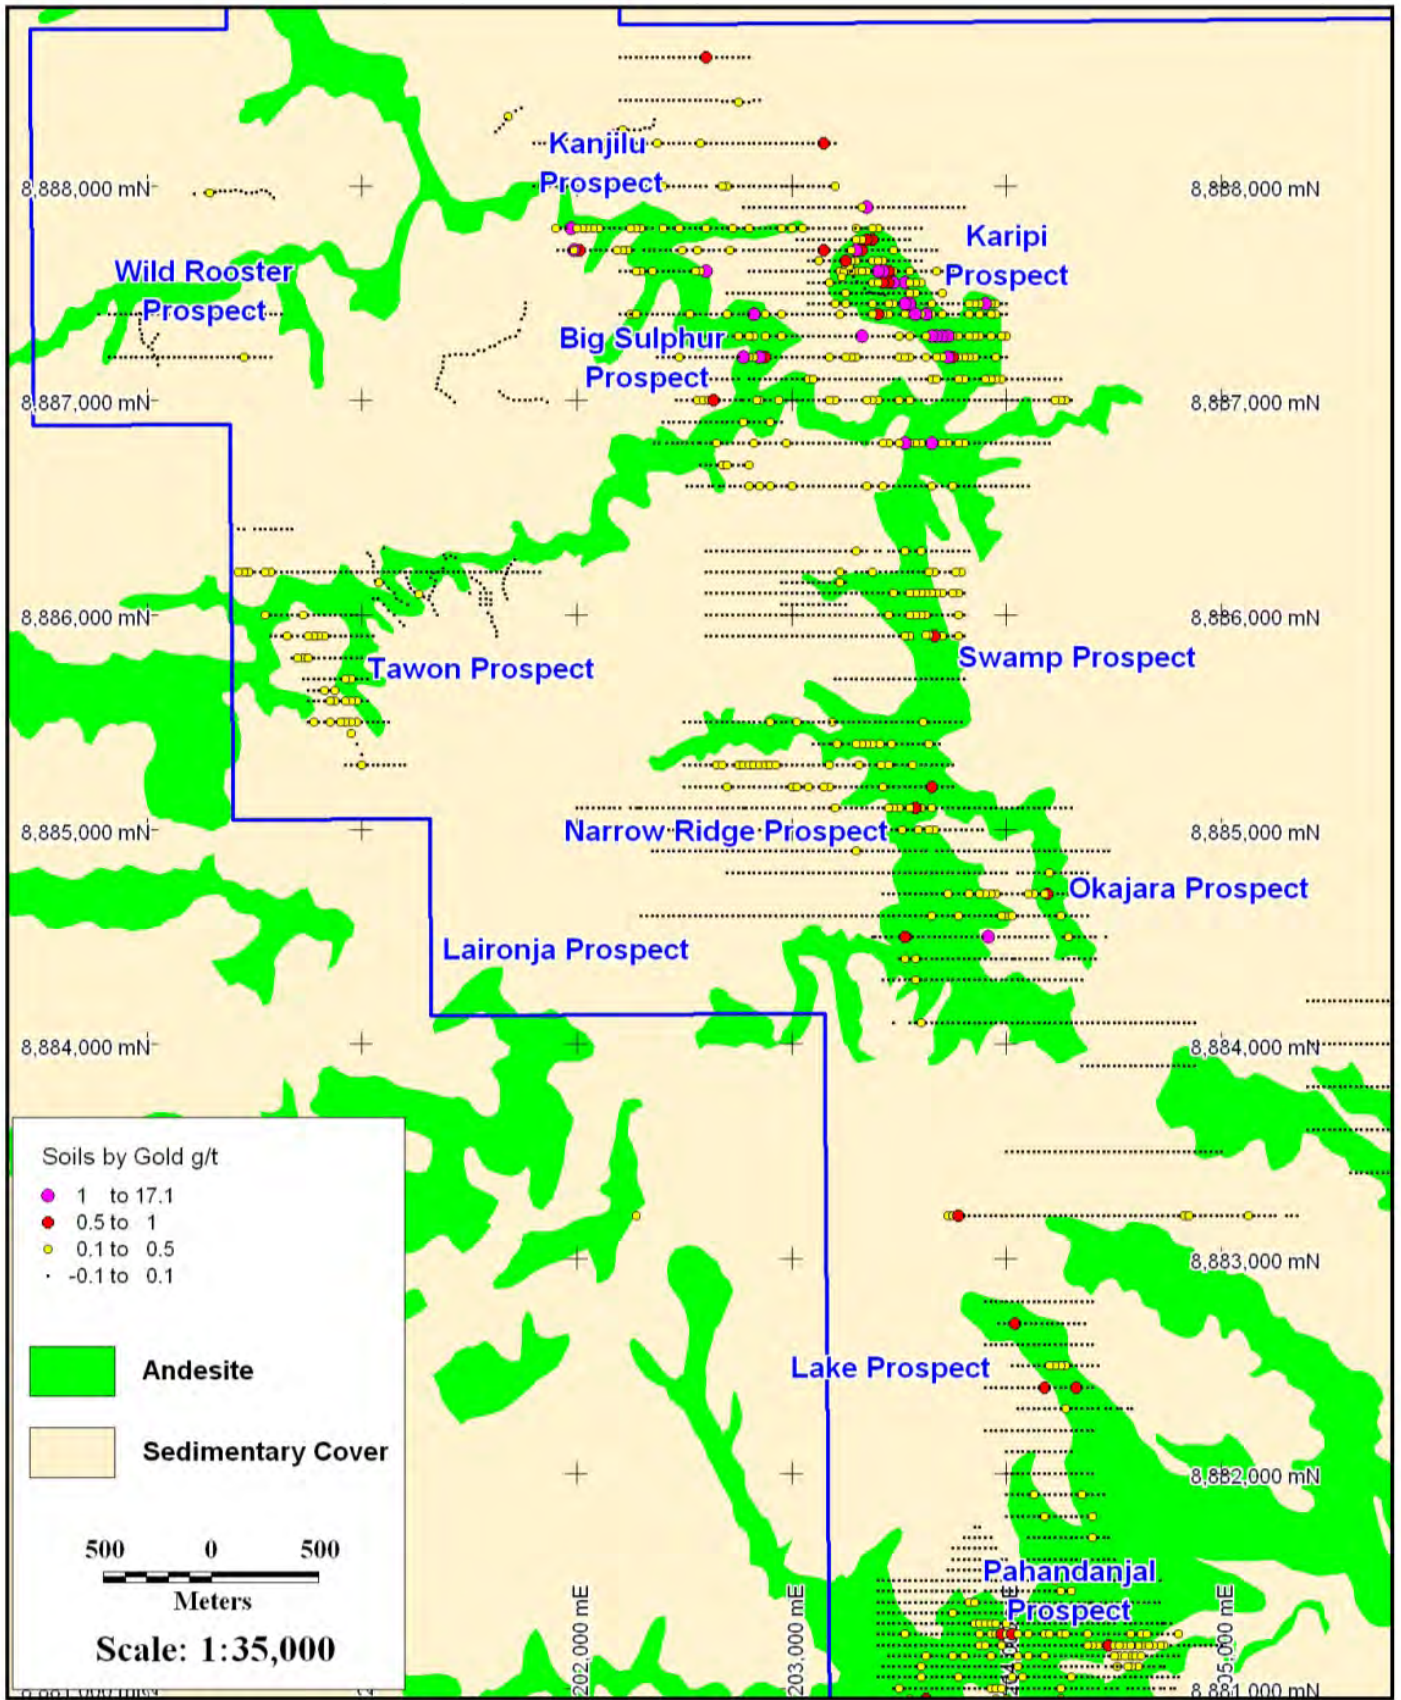 Kanjilu
Prospect
8,888,000 mN
8,888,000 mN
Karipi
Prospect
Wild Rooster
Prospect
Big Sulphur
Prospect
8,887,000 mN
8,887,000 mN
8,886,000 mN
8,886,000 mN
Tawon Prospect
Swamp Prospect
8,885,000 mN
Narrow Ridge Prospect
8,885,000 mN
Okajara Prospect
Laironja Prospect
8,884,000 mN
8,884,000 mN
Soils by Gold g/t
1 to 17.1
0.5 to 1
0.1 to 0.5
-0.1 to 0.1
8,883,000 mN
Andesite
Lake Prospect
Sedimentary Cover
8,882,000 mN
500 0 500
Meters
Scale: 1:35,000
Pahandanjal
Prospect
202,000 mE
203,000 mE
8,881,000 mN